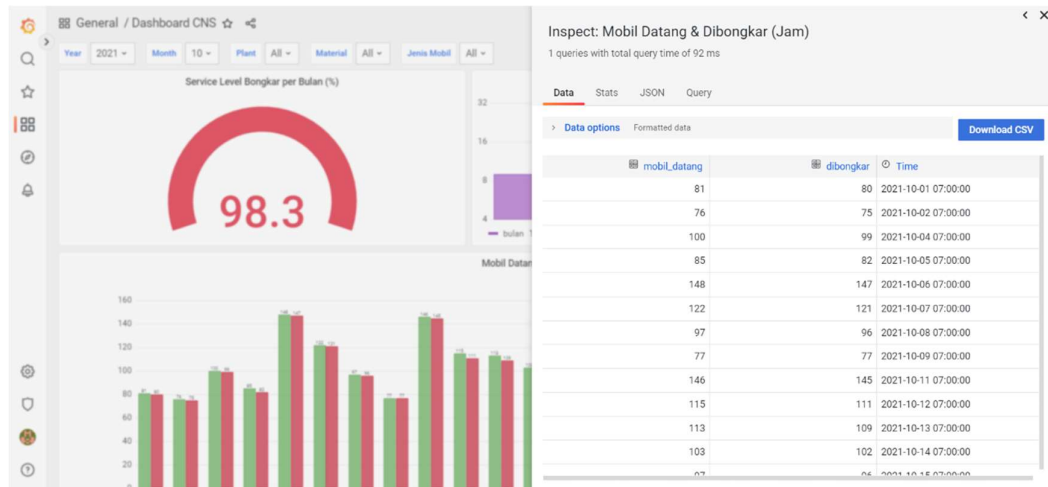 General / Dashboard CNS
Year 2021 Month 10 Plant All Material All Jenis Mobil All
Service Level Bongkar per Bulan (%)
98.3
32
16
8
4
bulan
Mobil Datan
160
140
120
100
80
60
40
20
Inspect: Mobil Datang & Dibongkar (Jam)
1 queries with total query time of 92 ms
Data Stats JSON Query
Data options Formatted data
Download CSV
mobil_datang dibongkar Time
81 80 2021-10-01 07:00:00
76 75 2021-10-02 07:00:00
100 99 2021-10-04 07:00:00
85 82 2021-10-05 07:00:00
148 147 2021-10-06 07:00:00
122 121 2021-10-07 07:00:00
97 96 2021-10-08 07:00:00
77 77 2021-10-09 07:00:00
146 145 2021-10-11 07:00:00
115 111 2021-10-12 07:00:00
113 109 2021-10-13 07:00:00
103 102 2021-10-14 07:00:00
97 96 2021-10-15 07:00:00